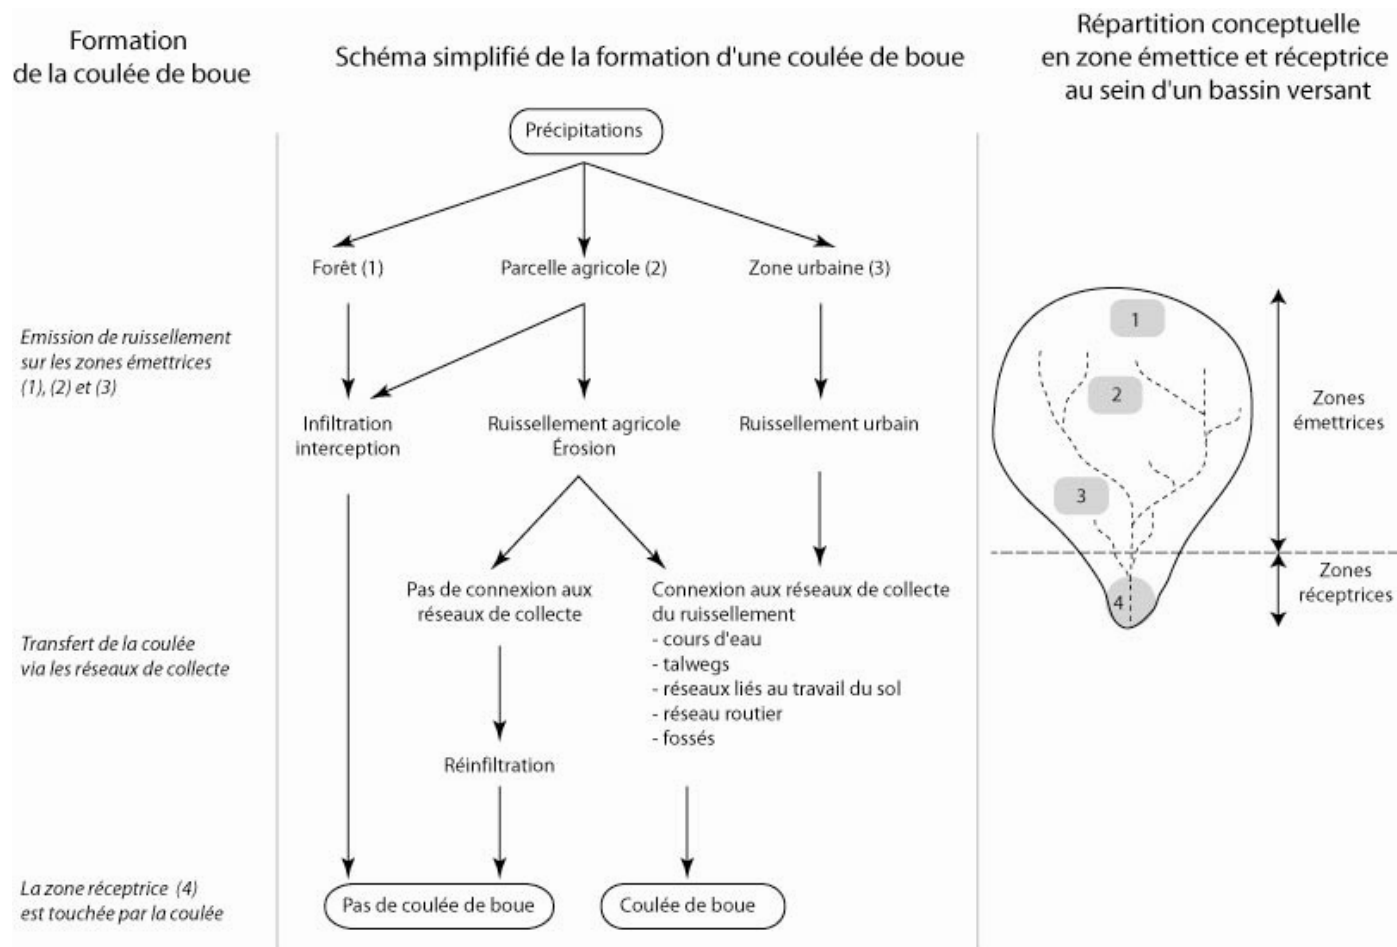 Formation
de la coulée de boue
Schéma simplifié de la formation d'une coulée de boue
Répartition conceptuelle
en zone émettice et réceptrice
au sein d'un bassin versant
Précipitations
Forêt (1)
Parcelle agricole (2)
Zone urbaine (3)
Emission de ruissellement
sur les zones émettrices
(1), (2) et (3)
Infiltration
interception
Ruissellement agricole
Érosion
Ruissellement urbain
Pas de connexion aux
réseaux de collecte
Connexion aux réseaux de collecte
du ruissellement
- cours d'eau
- talwegs
- réseaux liés au travail du sol
- réseau routier
- fossés
Transfert de la coulée
via les réseaux de collecte
Réinfiltration
La zone réceptrice (4)
est touchée par la coulée
Pas de coulée de boue
Coulée de boue
1
2
3
4
Zones
émettrices
Zones
réceptrices